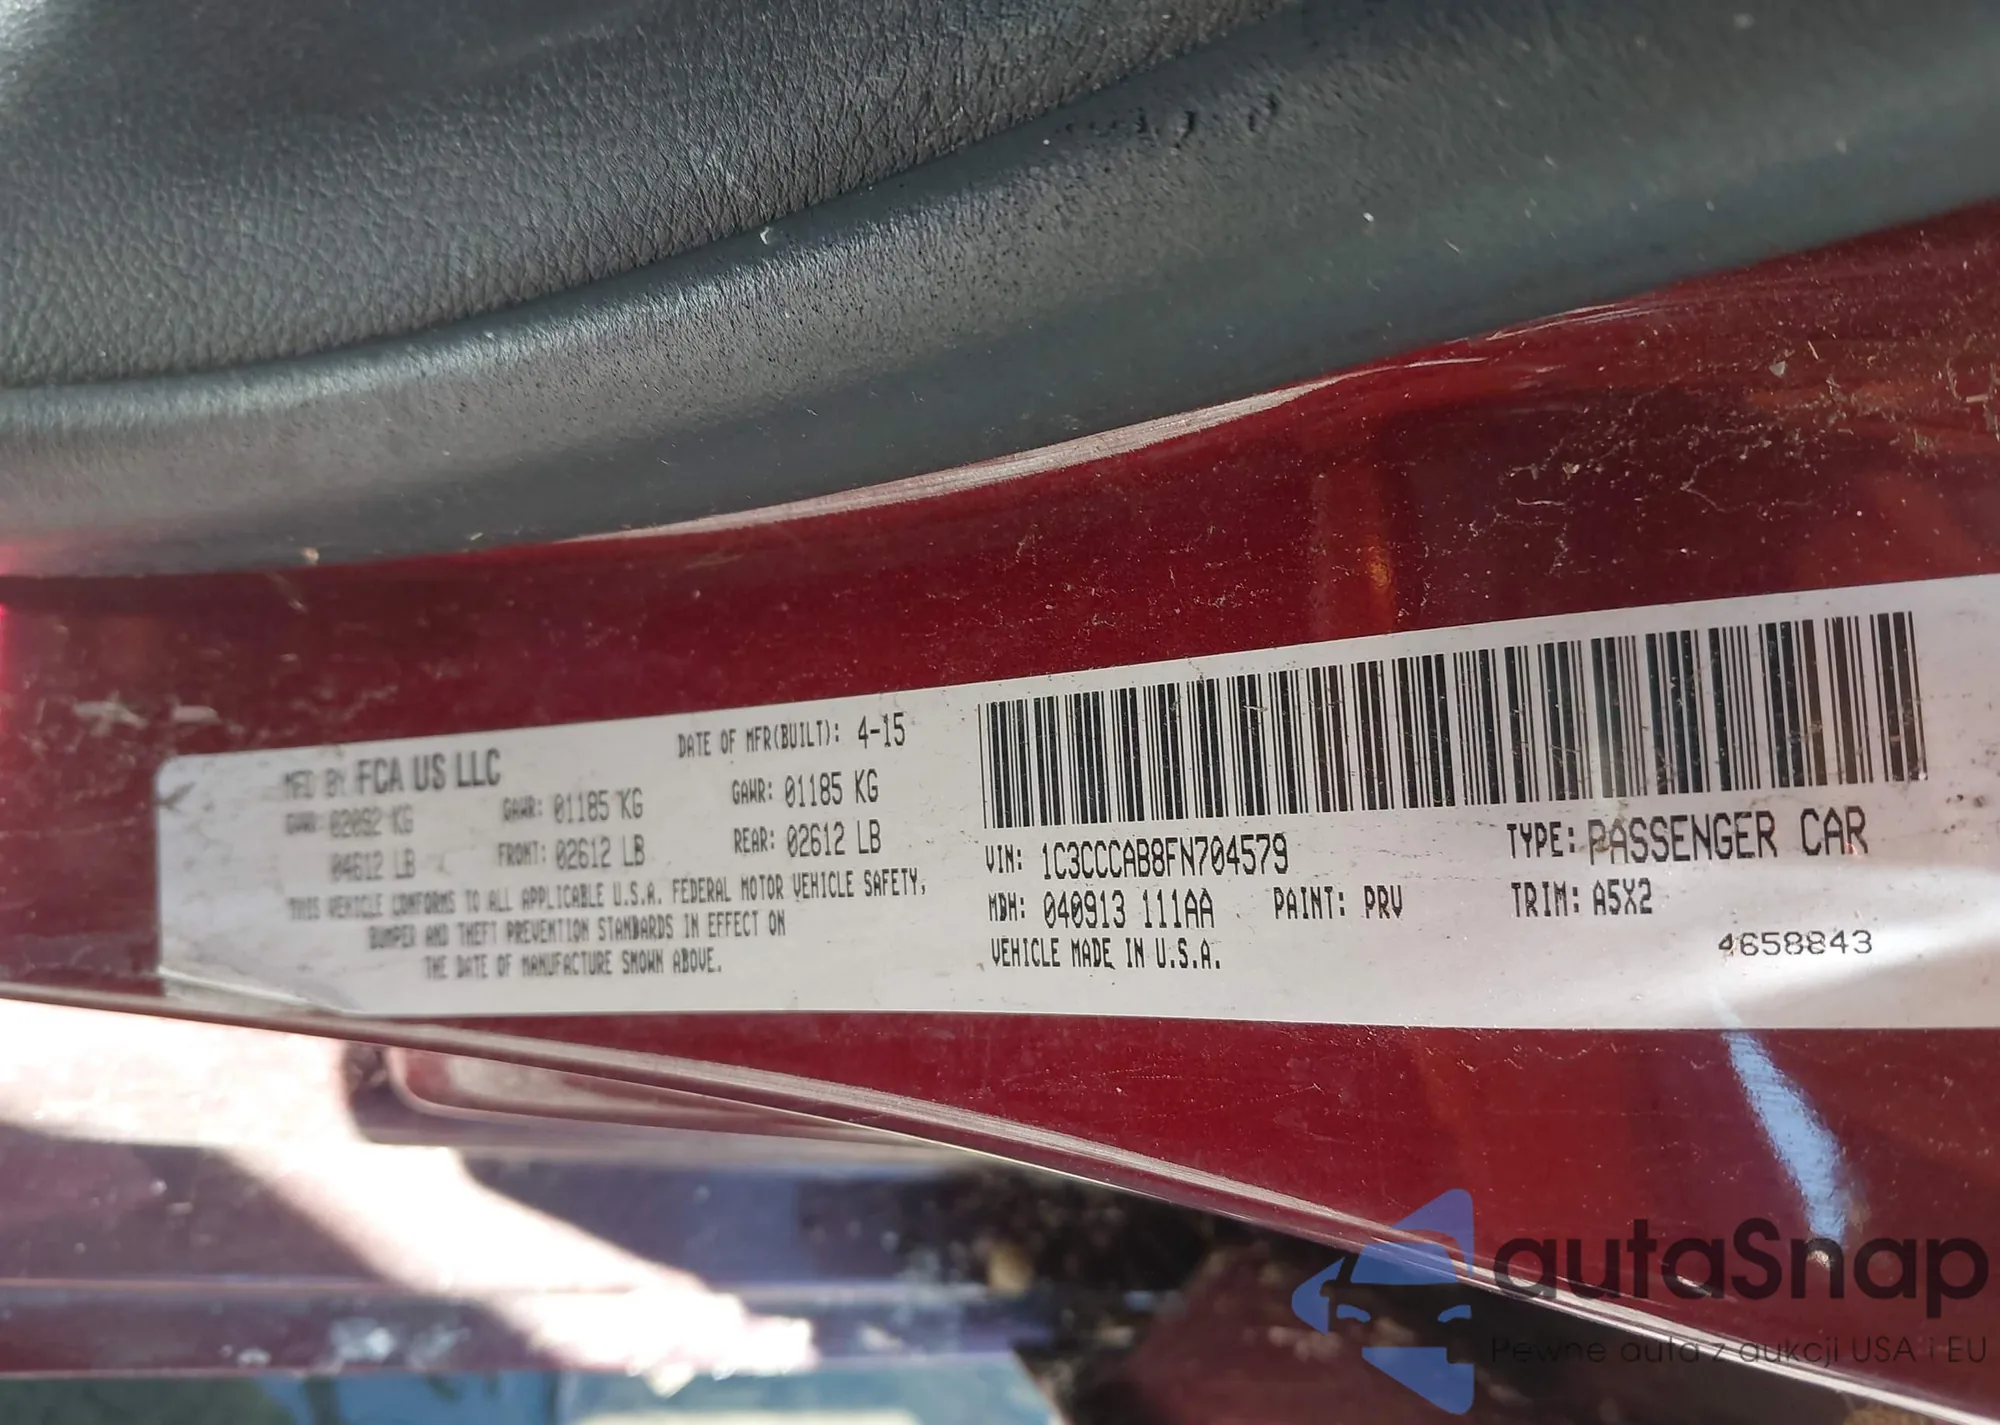 MFD BY FCA US LLC DATE OF MFR(BUILT): 4-15
GVWR: 02092 KG GAWR: 01185 KG GAWR: 01185 KG
04612 LB FRONT: 02612 LB REAR: 02612 LB
THIS VEHICLE CONFORMS TO ALL APPLICABLE U.S.A. FEDERAL MOTOR VEHICLE SAFETY,
BUMPER AND THEFT PREVENTION STANDARDS IN EFFECT ON
THE DATE OF MANUFACTURE SHOWN ABOVE.
VIN: 1C3CCCAB8FN704579 TYPE: PASSENGER CAR
MDH: 040913 111AA PAINT: PRV TRIM: A5X2
VEHICLE MADE IN U.S.A.
4658843
autaSnap
Pewne auta z aukcji USA i EU